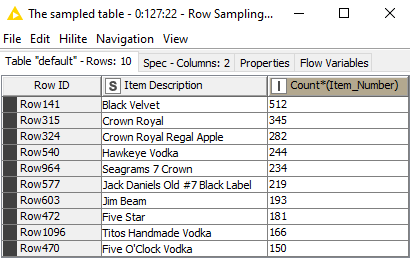 The sampled table - 0:127:22 - Row Sampling...
File Edit Hilite Navigation View
Table "default" - Rows: 10 Spec - Columns: 2 Properties Flow Variables
Row ID S Item Description I Count*(Item_Number)
Row141 Black Velvet 512
Row315 Crown Royal 345
Row324 Crown Royal Regal Apple 282
Row540 Hawkeye Vodka 244
Row964 Seagrams 7 Crown 234
Row577 Jack Daniels Old #7 Black Label 219
Row603 Jim Beam 193
Row472 Five Star 181
Row1096 Titos Handmade Vodka 166
Row470 Five O'Clock Vodka 150